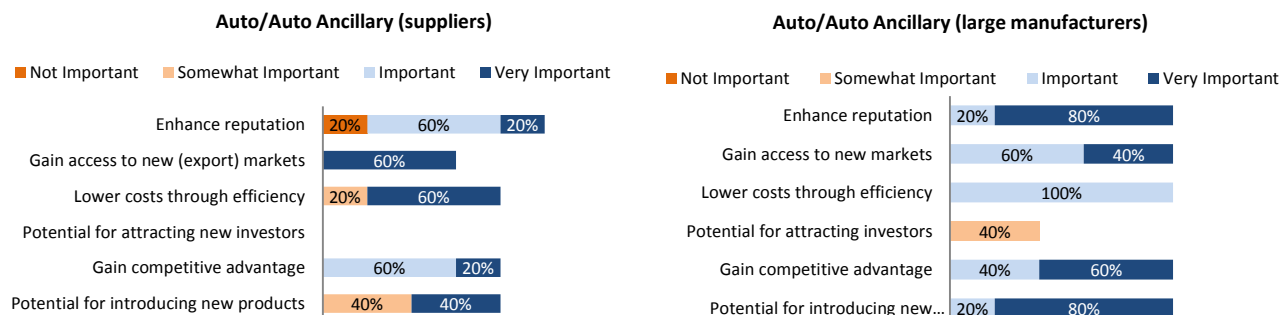 Auto/Auto Ancillary (suppliers)
Not Important Somewhat Important Important Very Important
Enhance reputation 20% 60% 20%
Gain access to new (export) markets 60%
Lower costs through efficiency 20% 60%
Potential for attracting new investors
Gain competitive advantage 60% 20%
Potential for introducing new products 40% 40%
Auto/Auto Ancillary (large manufacturers)
Not Important Somewhat Important Important Very Important
Enhance reputation 20% 80%
Gain access to new markets 60% 40%
Lower costs through efficiency 100%
Potential for attracting investors 40%
Gain competitive advantage 40% 60%
Potential for introducing new... 20% 80%